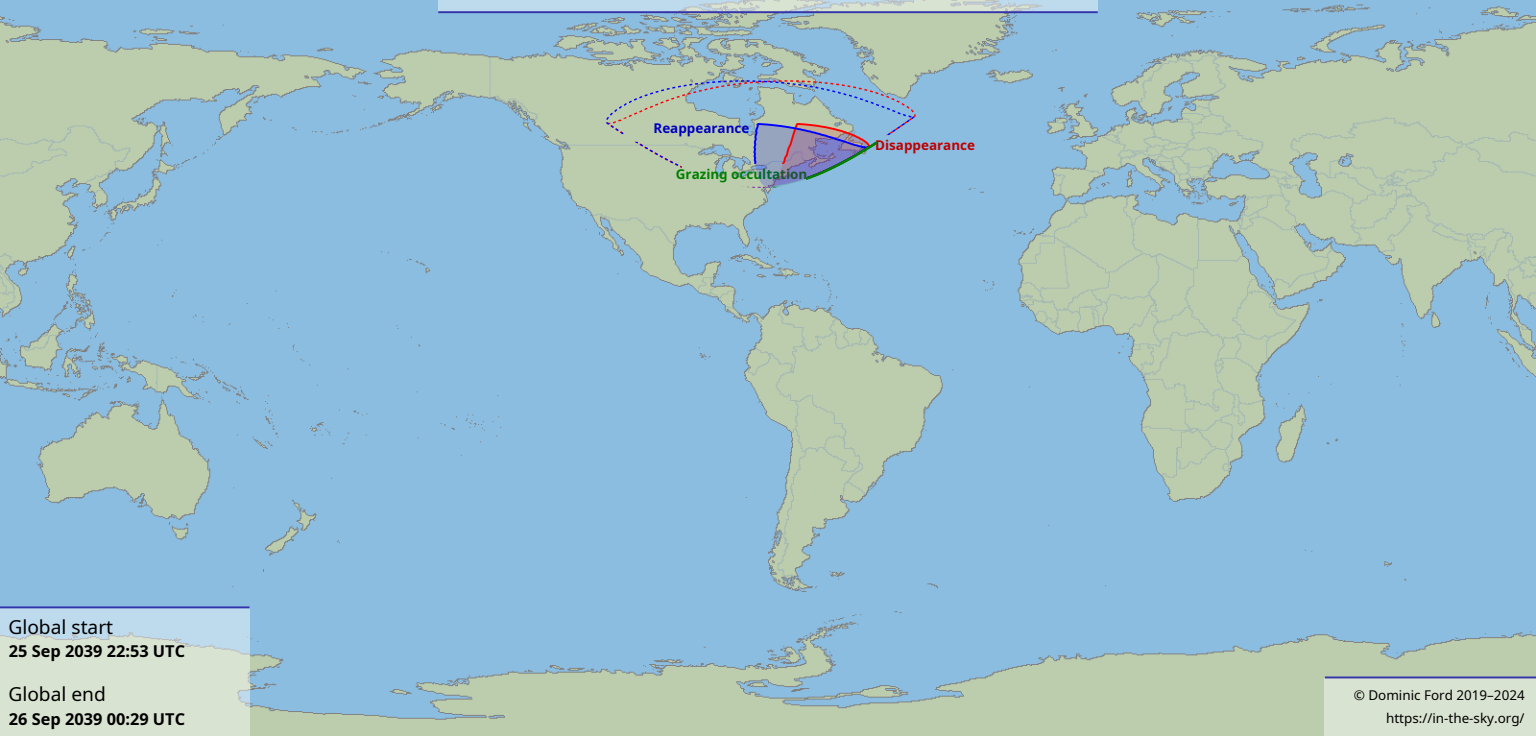 Reappearance
Disappearance
Grazing occultation
Global start
25 Sep 2039 22:53 UTC
Global end
26 Sep 2039 00:29 UTC
© Dominic Ford 2019–2024
https://in-the-sky.org/